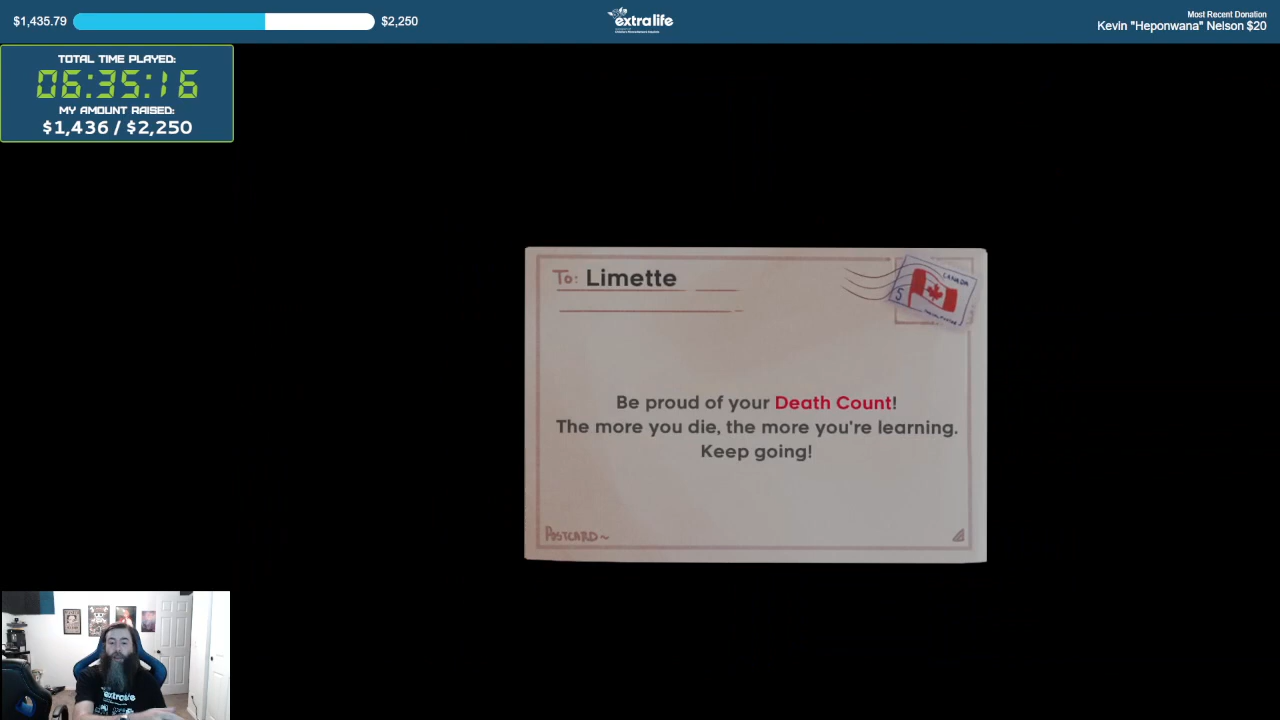 $1,435.79
$2,250
extralife
Most Recent Donation
Kevin "Heponwana" Nelson $20
TOTAL TIME PLAYED:
06:35:16
MY AMOUNT RAISED:
$1,436 / $2,250
To: Limette
CANADA
5
Be proud of your Death Count!
The more you die, the more you're learning.
Keep going!
POSTCARD~
extralife